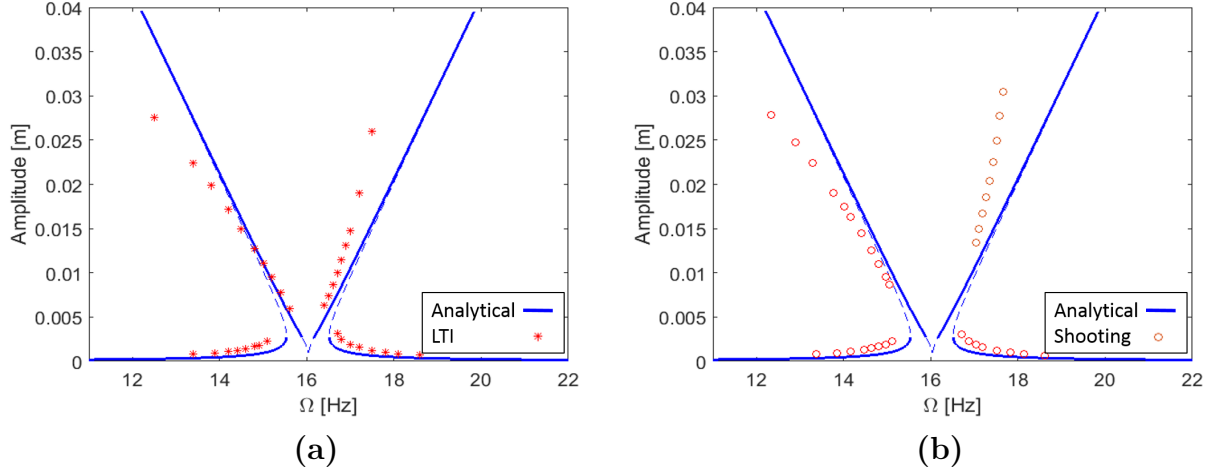 0.04
0.035
0.03
0.025
0.02
0.015
0.01
0.005
0
Amplitude [m]
12 14 16 18 20 22
Ω [Hz]
Analytical
LTI
(a)
0.04
0.035
0.03
0.025
0.02
0.015
0.01
0.005
0
Amplitude [m]
12 14 16 18 20 22
Ω [Hz]
Analytical
Shooting
(b)